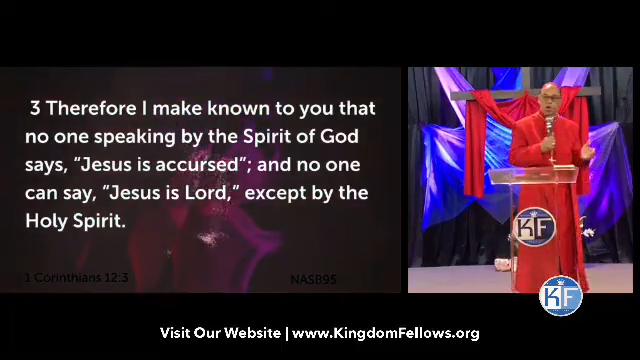 3 Therefore I make known to you that
no one speaking by the Spirit of God
says, “Jesus is accursed”; and no one
can say, “Jesus is Lord,” except by the
Holy Spirit.
1 Corinthians 12:3 NASB95
KTF
KTF
Visit Our Website | www.KingdomFellows.org